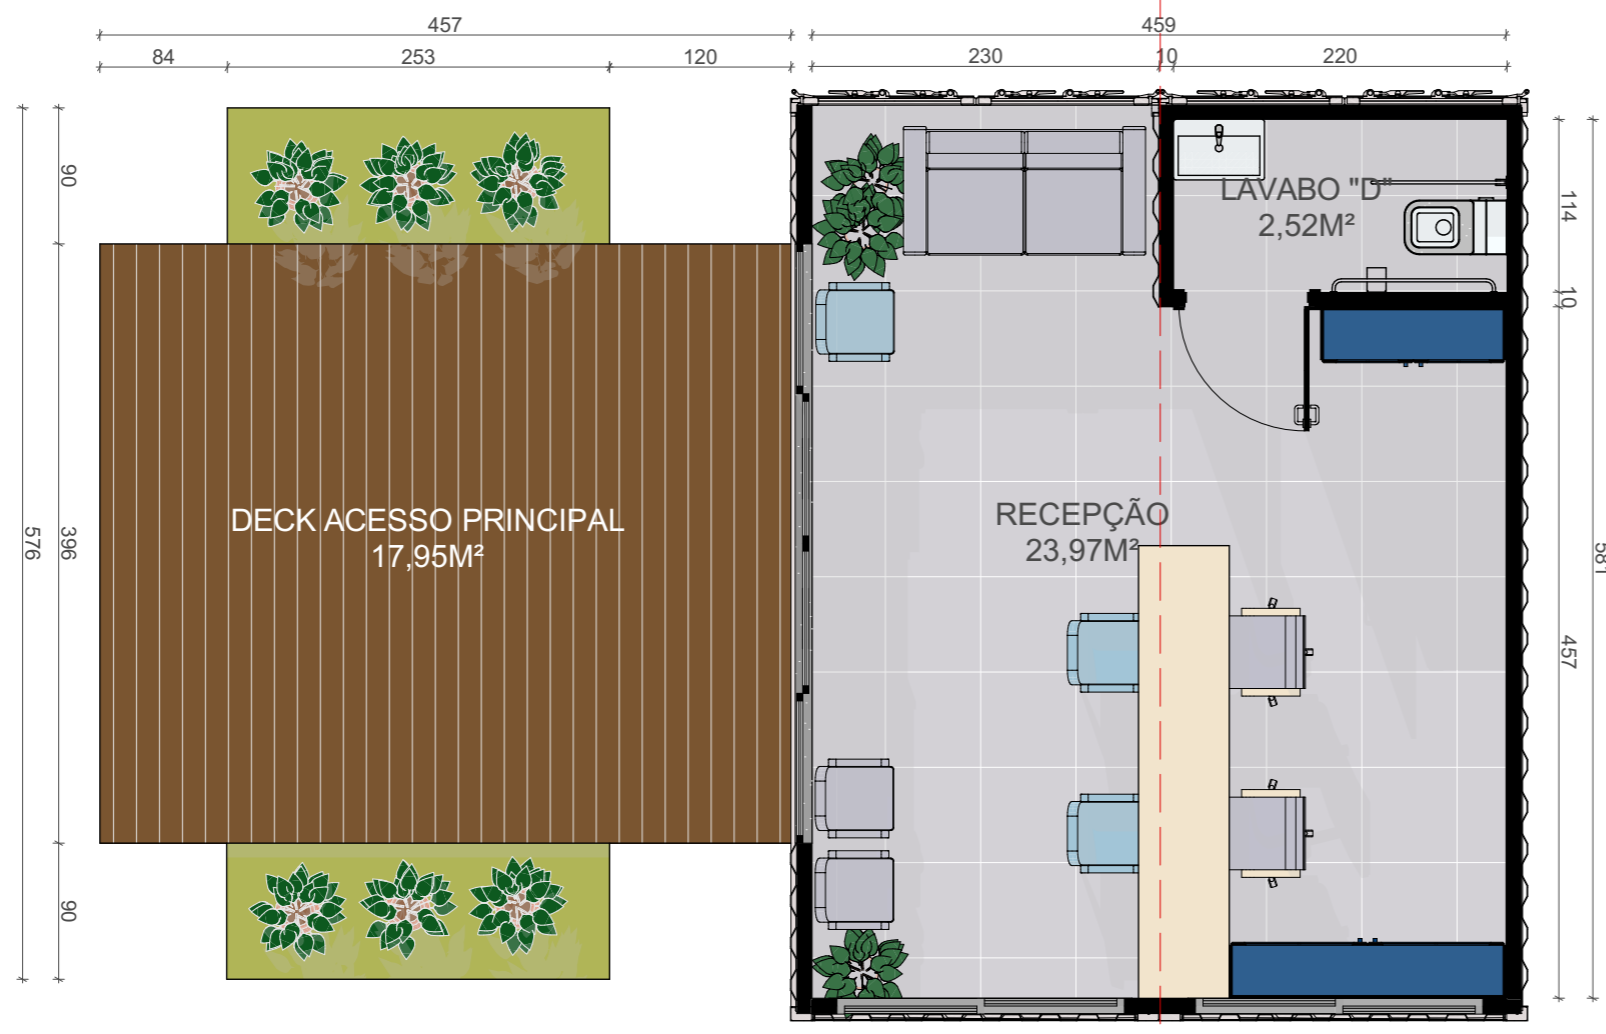 457
459
84
253
120
230
10
220
90
114
LAVABO "D"
2,52M²
10
576
396
DECK ACESSO PRINCIPAL
17,95M²
RECEPÇÃO
23,97M²
581
457
90